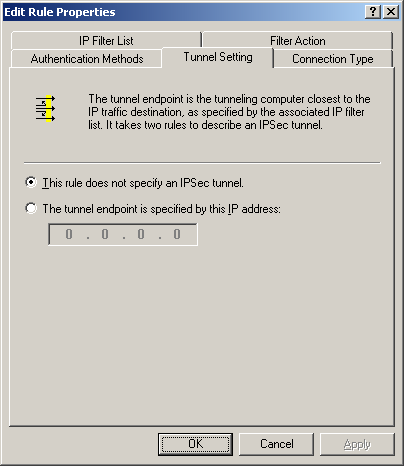 Edit Rule Properties
IP Filter List
Filter Action
Authentication Methods
Tunnel Setting
Connection Type
The tunnel endpoint is the tunneling computer closest to the
IP traffic destination, as specified by the associated IP filter
list. It takes two rules to describe an IPSec tunnel.
This rule does not specify an IPSec tunnel.
The tunnel endpoint is specified by this IP address:
0 . 0 . 0 . 0
OK
Cancel
Apply